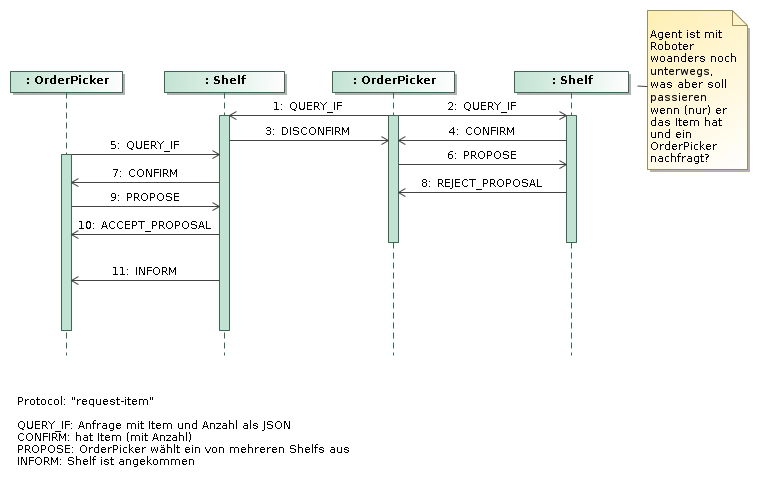 Agent ist mit
Roboter
woanders noch
unterwegs,
was aber soll
passieren
wenn (nur) er
das Item hat
und ein
OrderPicker
nachfragt?
: OrderPicker
: Shelf
: OrderPicker
: Shelf
1: QUERY_IF
2: QUERY_IF
3: DISCONFIRM
4: CONFIRM
5: QUERY_IF
6: PROPOSE
7: CONFIRM
8: REJECT_PROPOSAL
9: PROPOSE
10: ACCEPT_PROPOSAL
11: INFORM
Protocol: "request-item"
QUERY_IF: Anfrage mit Item und Anzahl als JSON
CONFIRM: hat Item (mit Anzahl)
PROPOSE: OrderPicker wählt ein von mehreren Shelfs aus
INFORM: Shelf ist angekommen